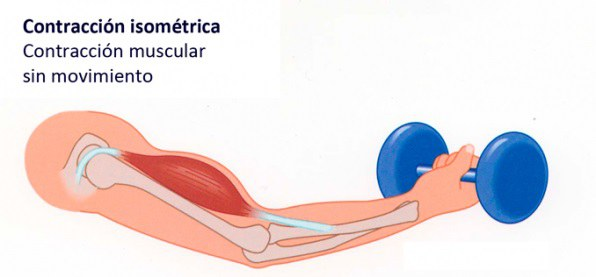 Contracción isométrica
Contracción muscular
sin movimiento